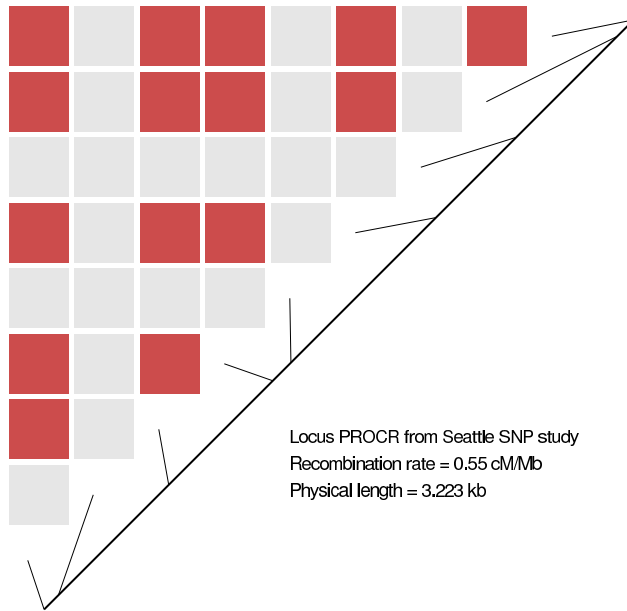 Locus PROCR from Seattle SNP study
Recombination rate = 0.55 cM/Mb
Physical length = 3.223 kb